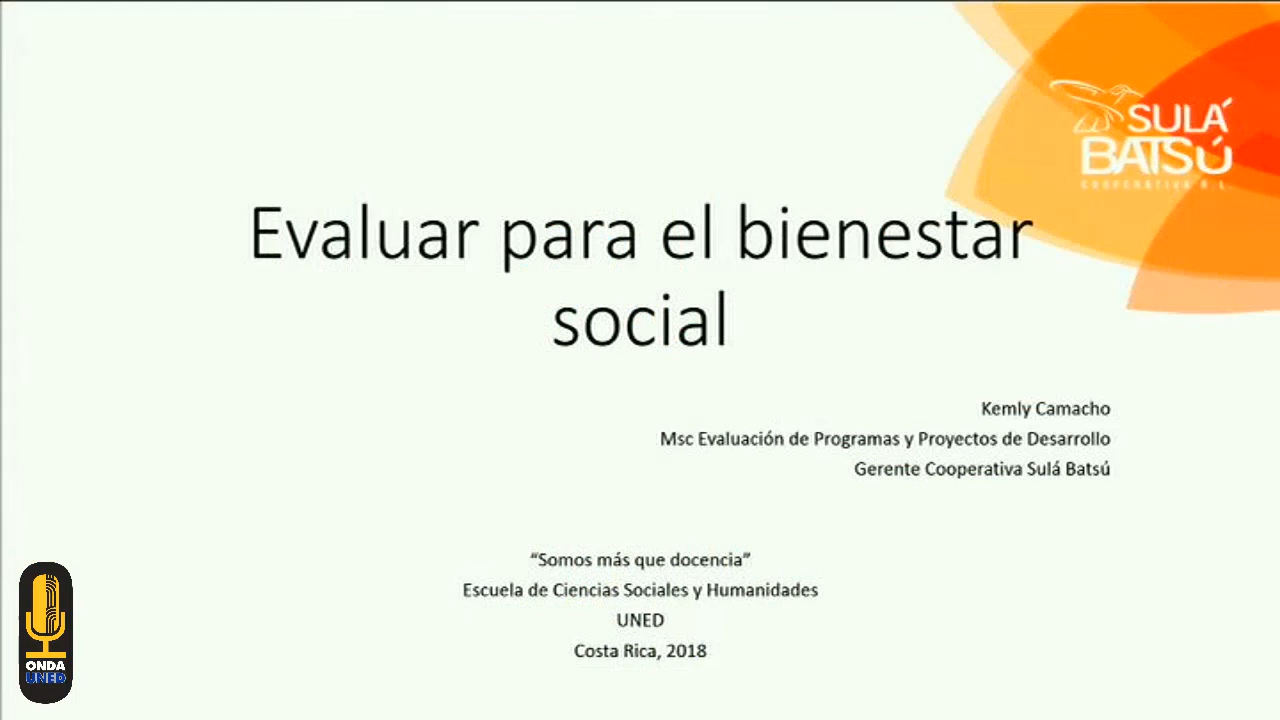 SULÁ
BATSÚ
COOPERATIVA R.L.
Evaluar para el bienestar
social
Kemly Camacho
Msc Evaluación de Programas y Proyectos de Desarrollo
Gerente Cooperativa Sulá Batsú
“Somos más que docencia”
Escuela de Ciencias Sociales y Humanidades
UNED
Costa Rica, 2018
ONDA
UNED